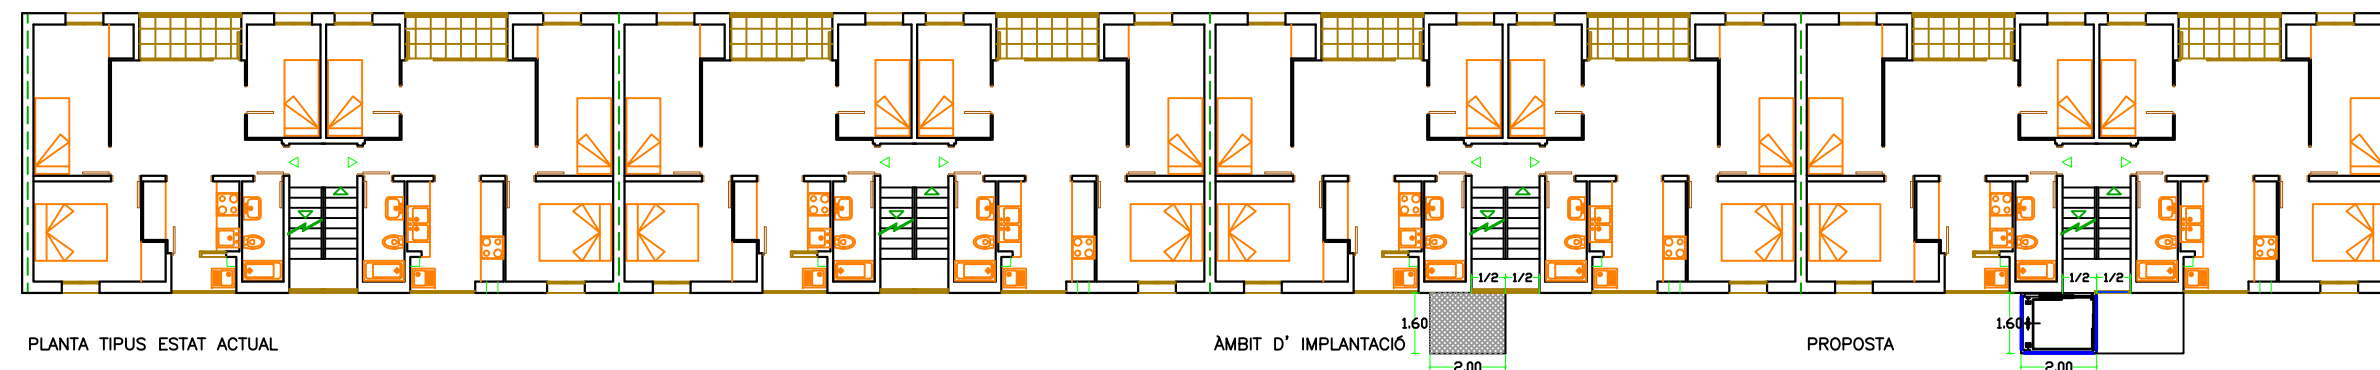 1/2 1/2
1/2 1/2
1.60
1.60
PLANTA TIPUS ESTAT ACTUAL
ÀMBIT D' IMPLANTACIÓ
PROPOSTA
2.00
2.00